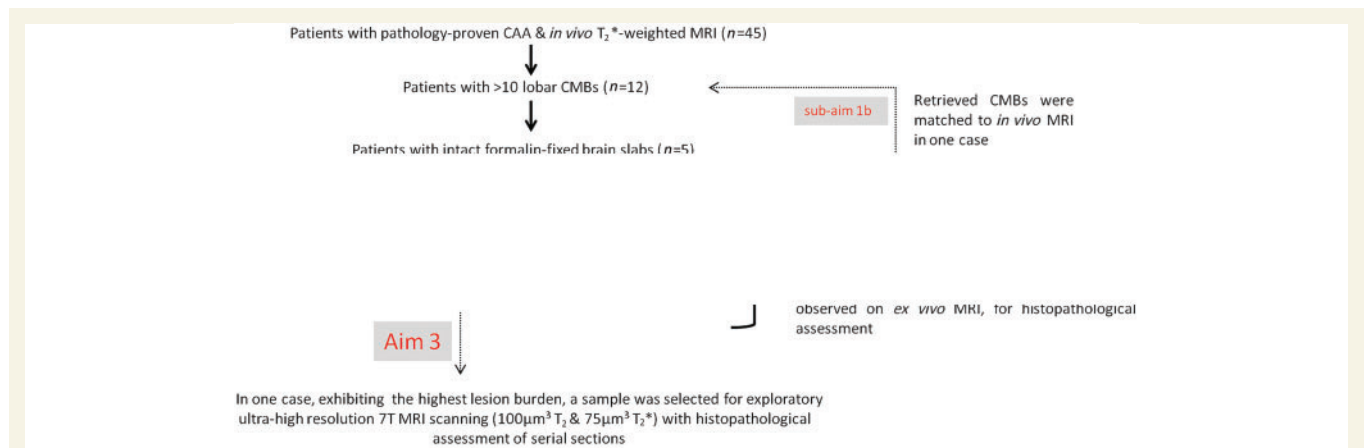 Patients with pathology-proven CAA & in vivo T₂*-weighted MRI (n=45)
Patients with >10 lobar CMBs (n=12)
sub-aim 1b
Retrieved CMBs were
matched to in vivo MRI
in one case
Patients with intact formalin-fixed brain slabs (n=5)
observed on ex vivo MRI, for histopathological
assessment
Aim 3
In one case, exhibiting the highest lesion burden, a sample was selected for exploratory
ultra-high resolution 7T MRI scanning (100µm³ T₂ & 75µm³ T₂*) with histopathological
assessment of serial sections